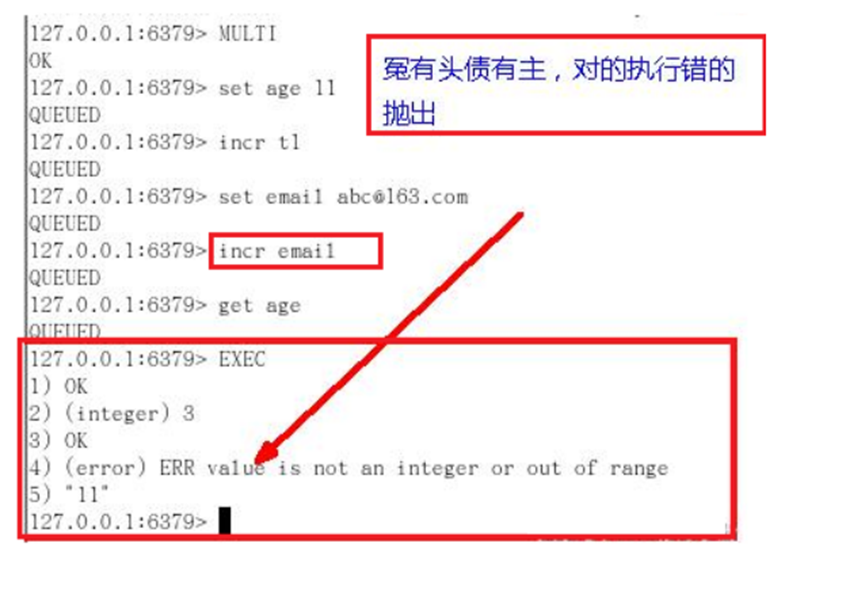 127.0.0.1:6379> MULTI
OK
127.0.0.1:6379> set age 11
QUEUED
127.0.0.1:6379> incr t1
QUEUED
127.0.0.1:6379> set email abc@163.com
QUEUED
127.0.0.1:6379> incr email
QUEUED
127.0.0.1:6379> get age
QUEUED
127.0.0.1:6379> EXEC
1) OK
2) (integer) 3
3) OK
4) (error) ERR value is not an integer or out of range
5) "11"
127.0.0.1:6379>
冤有头债有主，对的执行错的
抛出